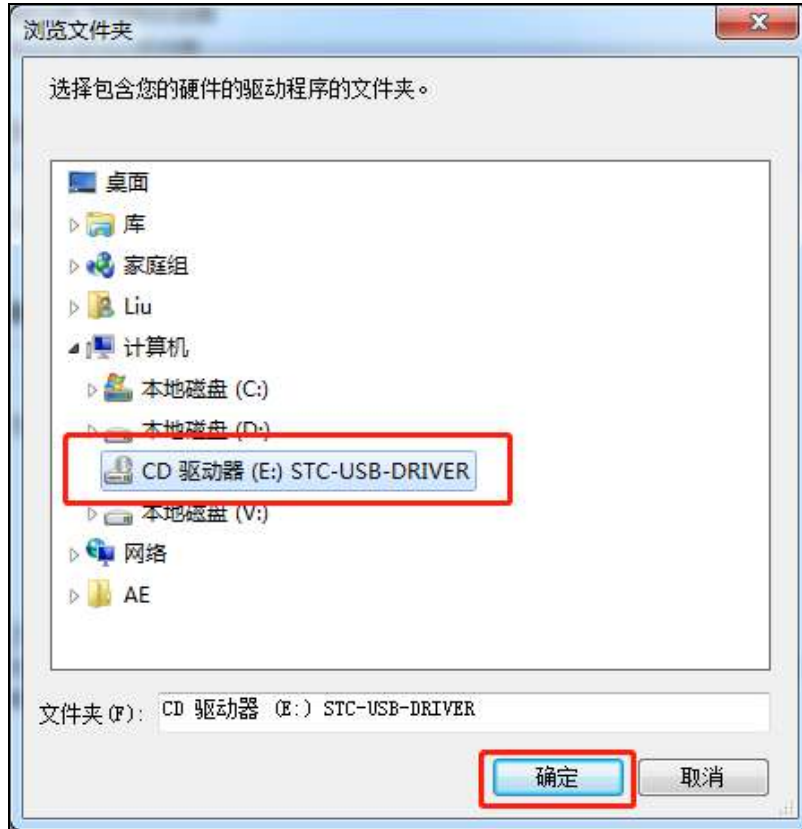 浏览文件夹
选择包含您的硬件的驱动程序的文件夹。
桌面
库
家庭组
Liu
计算机
本地磁盘 (C:)
本地磁盘 (D:)
CD 驱动器 (E:) STC-USB-DRIVER
本地磁盘 (V:)
网络
AE
文件夹(F): CD 驱动器 (E:) STC-USB-DRIVER
确定 取消